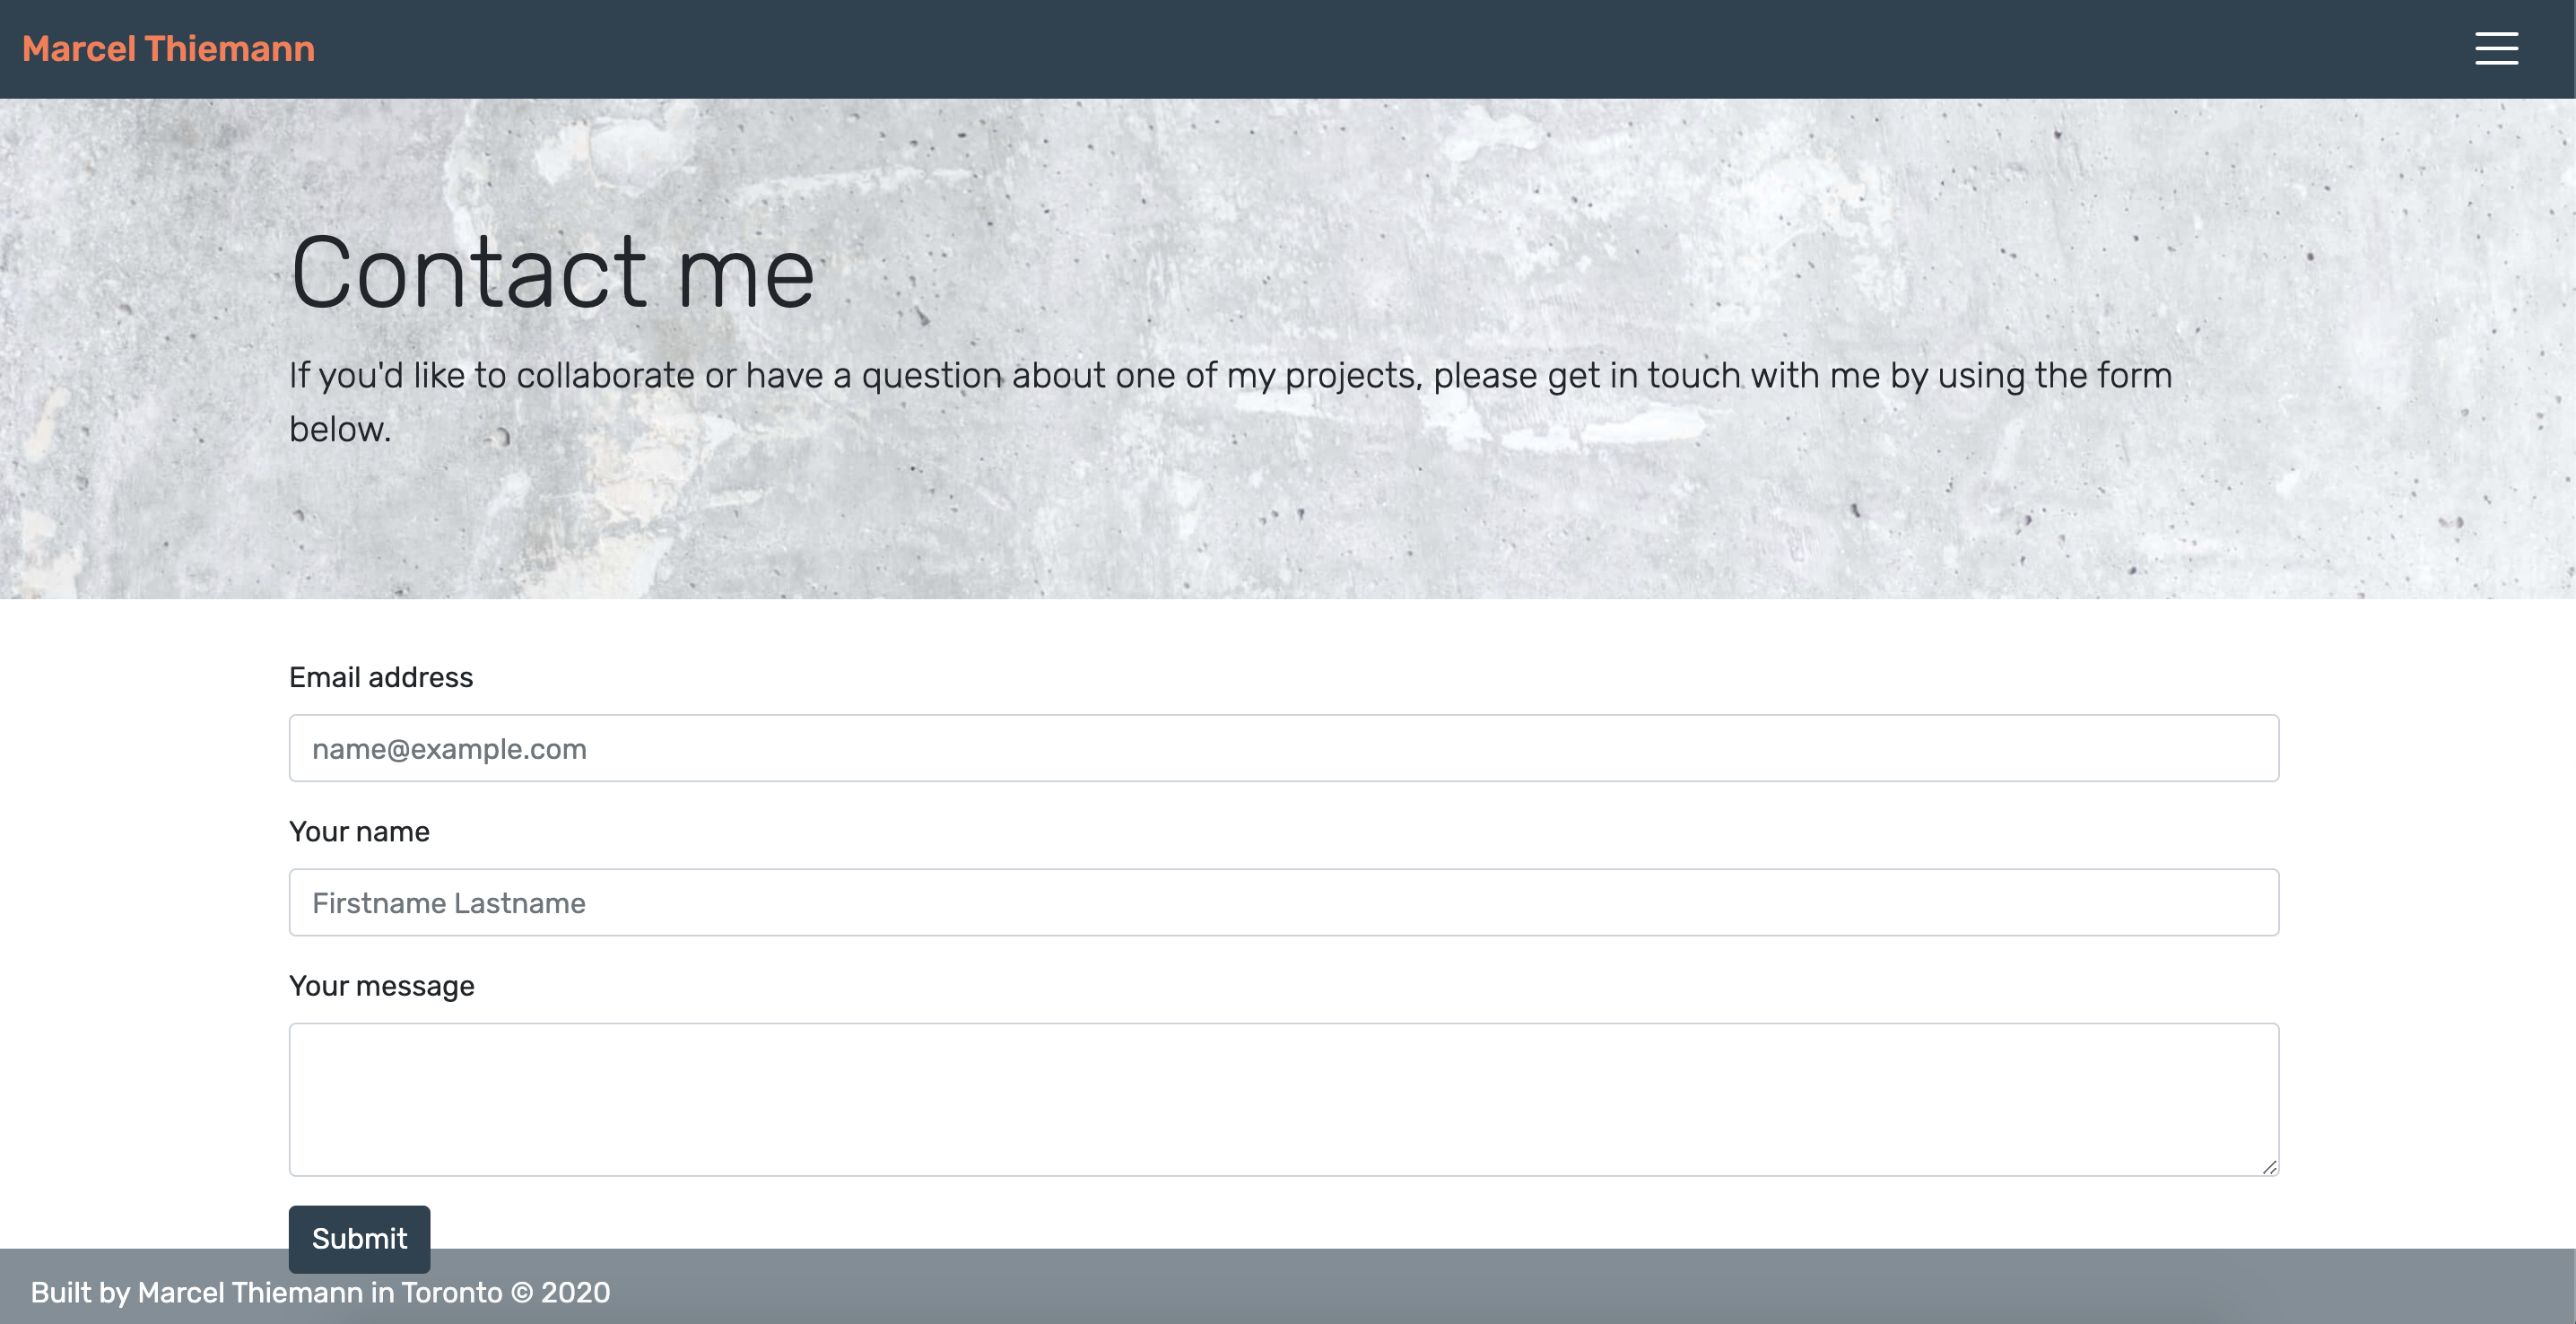 Marcel Thiemann
Contact me
If you'd like to collaborate or have a question about one of my projects, please get in touch with me by using the form
below.
Email address
name@example.com
Your name
Firstname Lastname
Your message
Submit
Built by Marcel Thiemann in Toronto © 2020